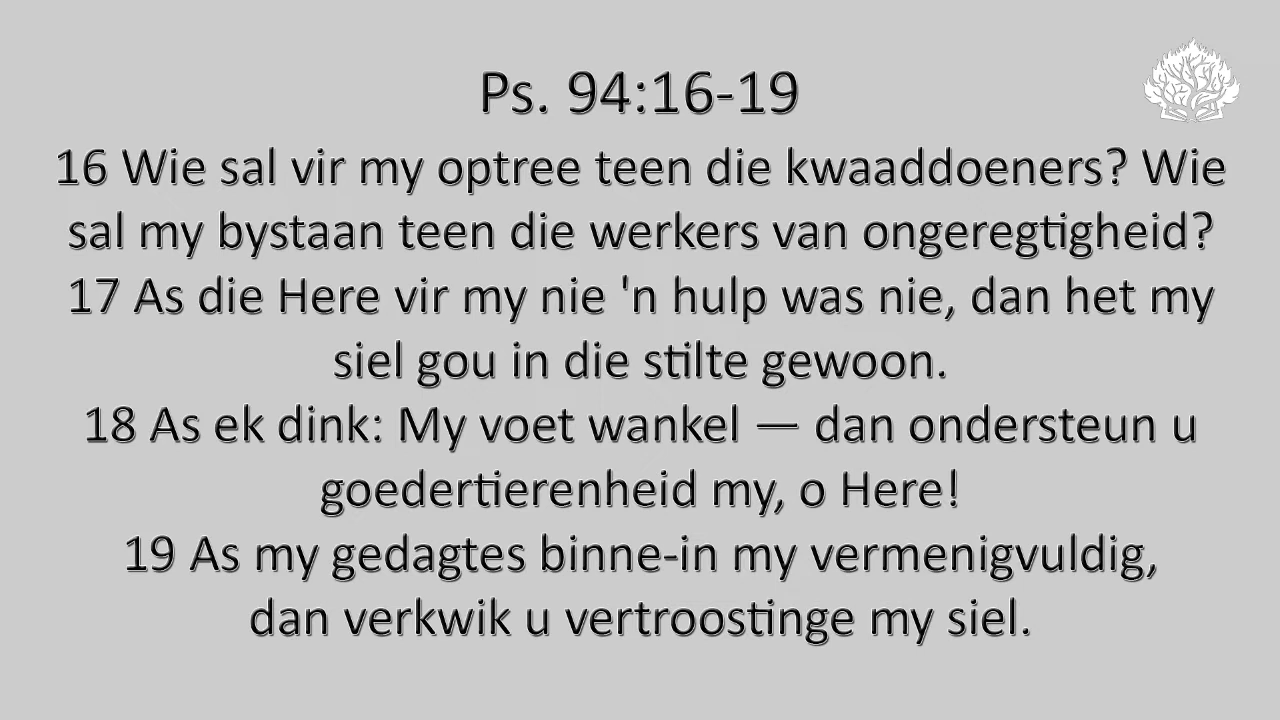 Ps. 94:16-19
16 Wie sal vir my optree teen die kwaaddoeners? Wie
sal my bystaan teen die werkers van ongeregtigheid?
17 As die Here vir my nie 'n hulp was nie, dan het my
siel gou in die stilte gewoon.
18 As ek dink: My voet wankel — dan ondersteun u
goedertierenheid my, o Here!
19 As my gedagtes binne-in my vermenigvuldig,
dan verkwik u vertroostinge my siel.